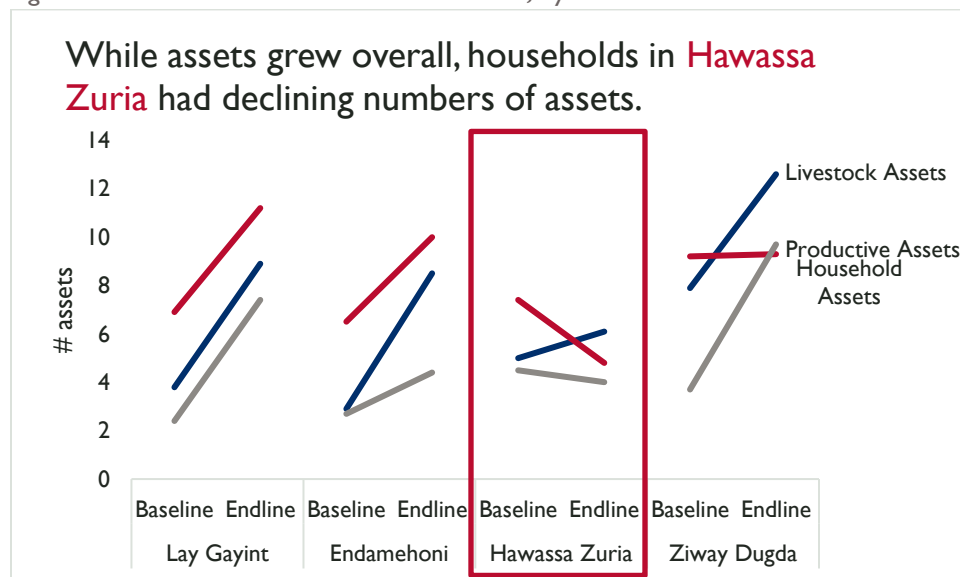 While assets grew overall, households in Hawassa
Zuria had declining numbers of assets.
14
12
10
8
6
4
2
0
# assets
Livestock Assets
Productive Assets
Household
Assets
Baseline Endline Baseline Endline Baseline Endline Baseline Endline
Lay Gayint Endamehoni Hawassa Zuria Ziway Dugda